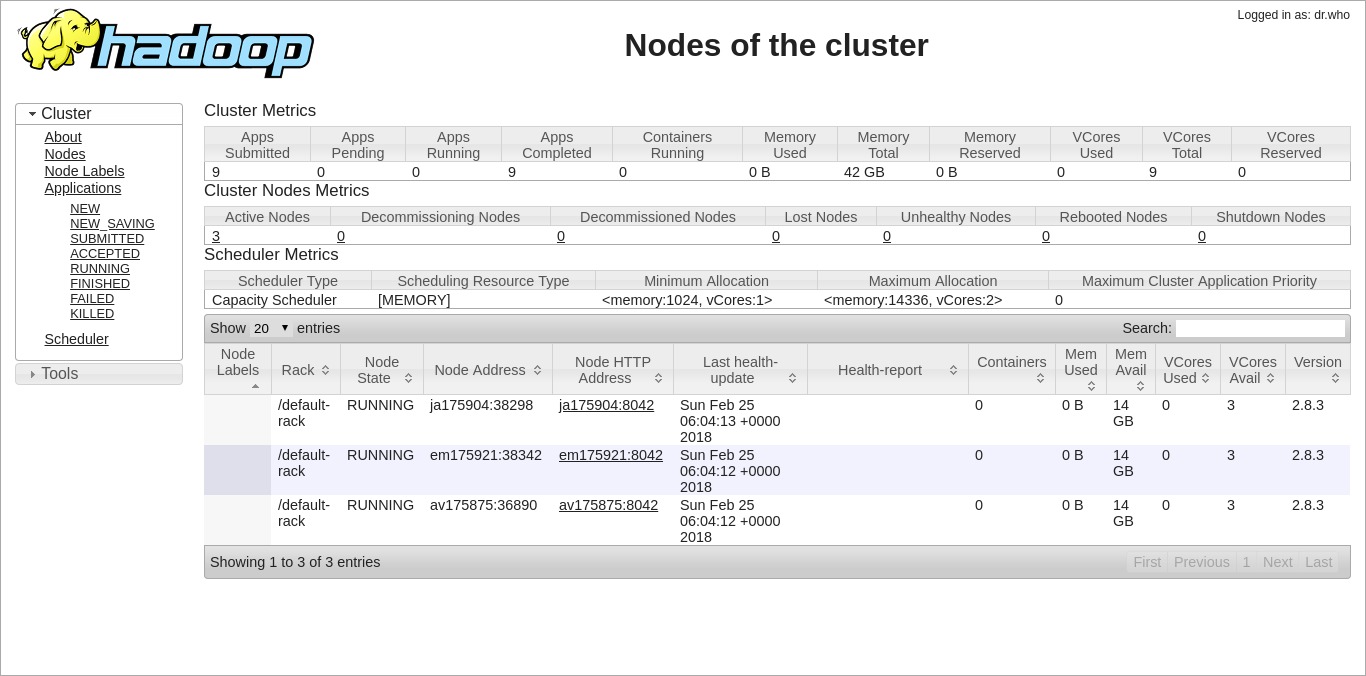 Logged in as: dr.who
hadoop
Nodes of the cluster
Cluster
About
Nodes
Node Labels
Applications
NEW
NEW_SAVING
SUBMITTED
ACCEPTED
RUNNING
FINISHED
FAILED
KILLED
Scheduler
Tools
Cluster Metrics
Apps Submitted Apps Pending Apps Running Apps Completed Containers Running Memory Used Memory Total Memory Reserved VCores Used VCores Total VCores Reserved
9 0 0 9 0 0 B 42 GB 0 B 0 9 0
Cluster Nodes Metrics
Active Nodes Decommissioning Nodes Decommissioned Nodes Lost Nodes Unhealthy Nodes Rebooted Nodes Shutdown Nodes
3 0 0 0 0 0 0
Scheduler Metrics
Scheduler Type Scheduling Resource Type Minimum Allocation Maximum Allocation Maximum Cluster Application Priority
Capacity Scheduler [MEMORY] <memory:1024, vCores:1> <memory:14336, vCores:2> 0
Show 20 entries Search:
Node Labels Rack Node State Node Address Node HTTP Address Last health-update Health-report Containers Mem Used Mem Avail VCores Used VCores Avail Version
/default-rack RUNNING ja175904:38298 ja175904:8042 Sun Feb 25 06:04:13 +0000 2018 0 0 B 14 GB 0 3 2.8.3
/default-rack RUNNING em175921:38342 em175921:8042 Sun Feb 25 06:04:12 +0000 2018 0 0 B 14 GB 0 3 2.8.3
/default-rack RUNNING av175875:36890 av175875:8042 Sun Feb 25 06:04:12 +0000 2018 0 0 B 14 GB 0 3 2.8.3
Showing 1 to 3 of 3 entries First Previous 1 Next Last